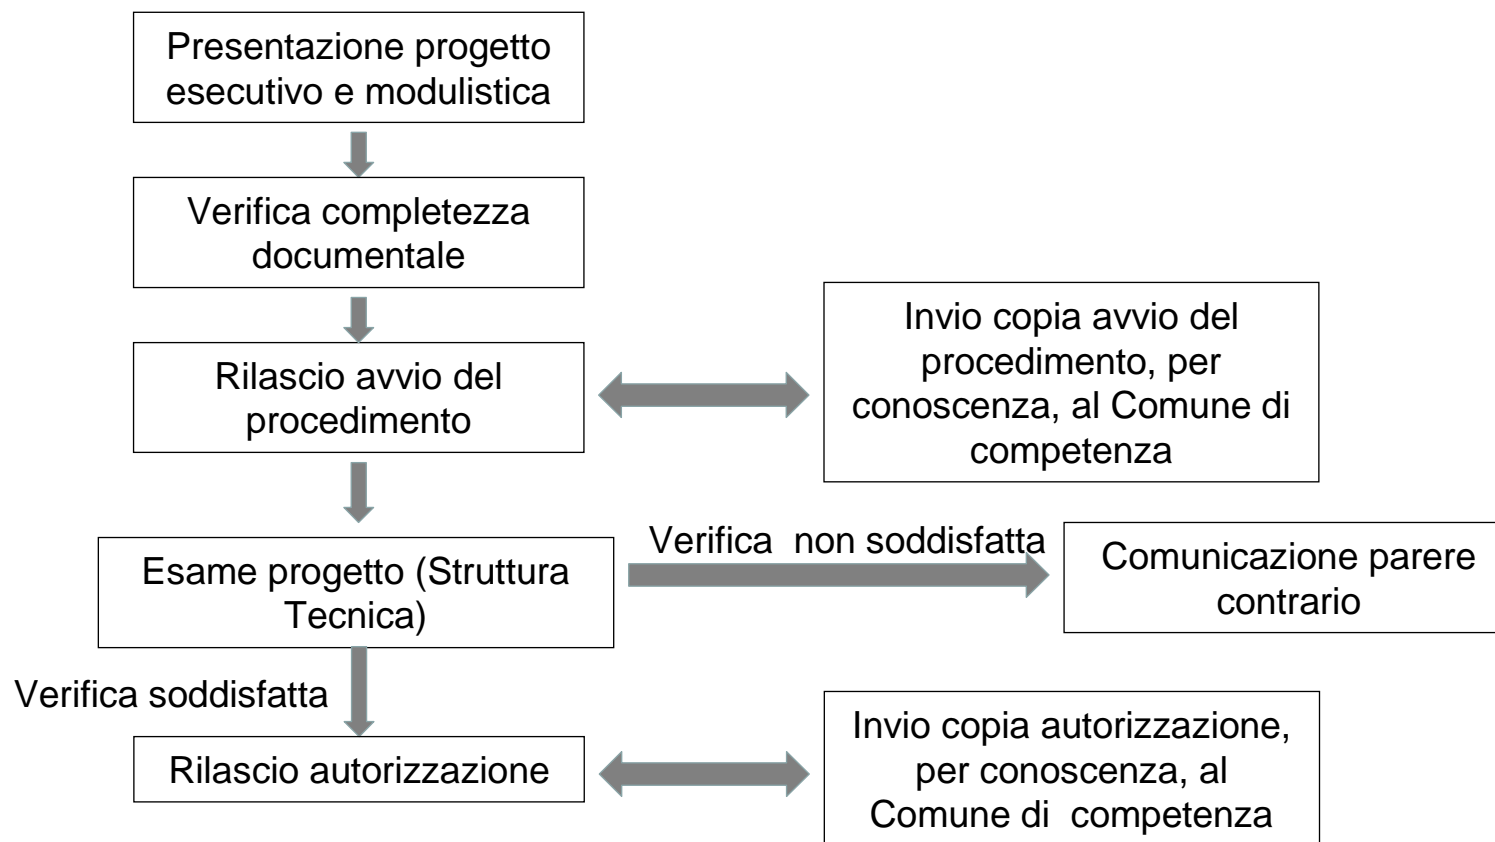 Presentazione progetto
esecutivo e modulistica
Verifica completezza
documentale
Rilascio avvio del
procedimento
Invio copia avvio del
procedimento, per
conoscenza, al Comune di
competenza
Esame progetto (Struttura
Tecnica)
Verifica  non soddisfatta
Comunicazione parere
contrario
Verifica soddisfatta
Rilascio autorizzazione
Invio copia autorizzazione,
per conoscenza, al
Comune di  competenza